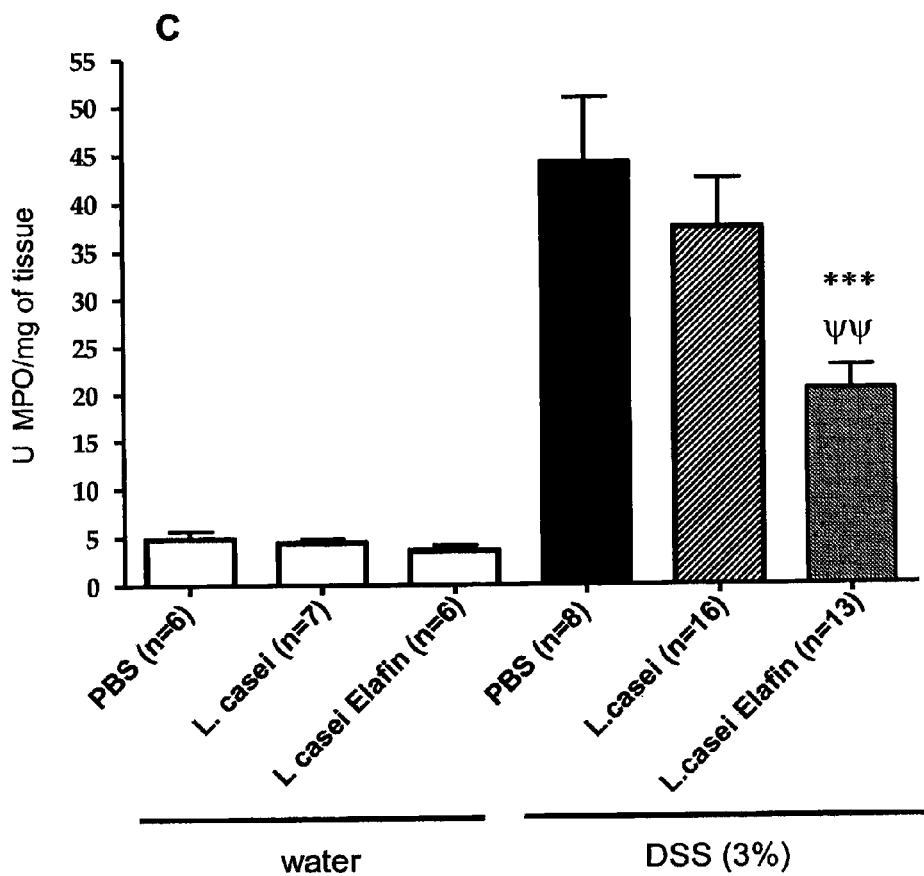 C
U MPO/mg of tissue
55
50
45
40
35
30
25
20
15
10
5
0
***
ψψ
PBS (n=6)
L. casei (n=7)
L casei Elafin (n=6)
PBS (n=8)
L.casei (n=16)
L.casei Elafin (n=13)
water
DSS (3%)